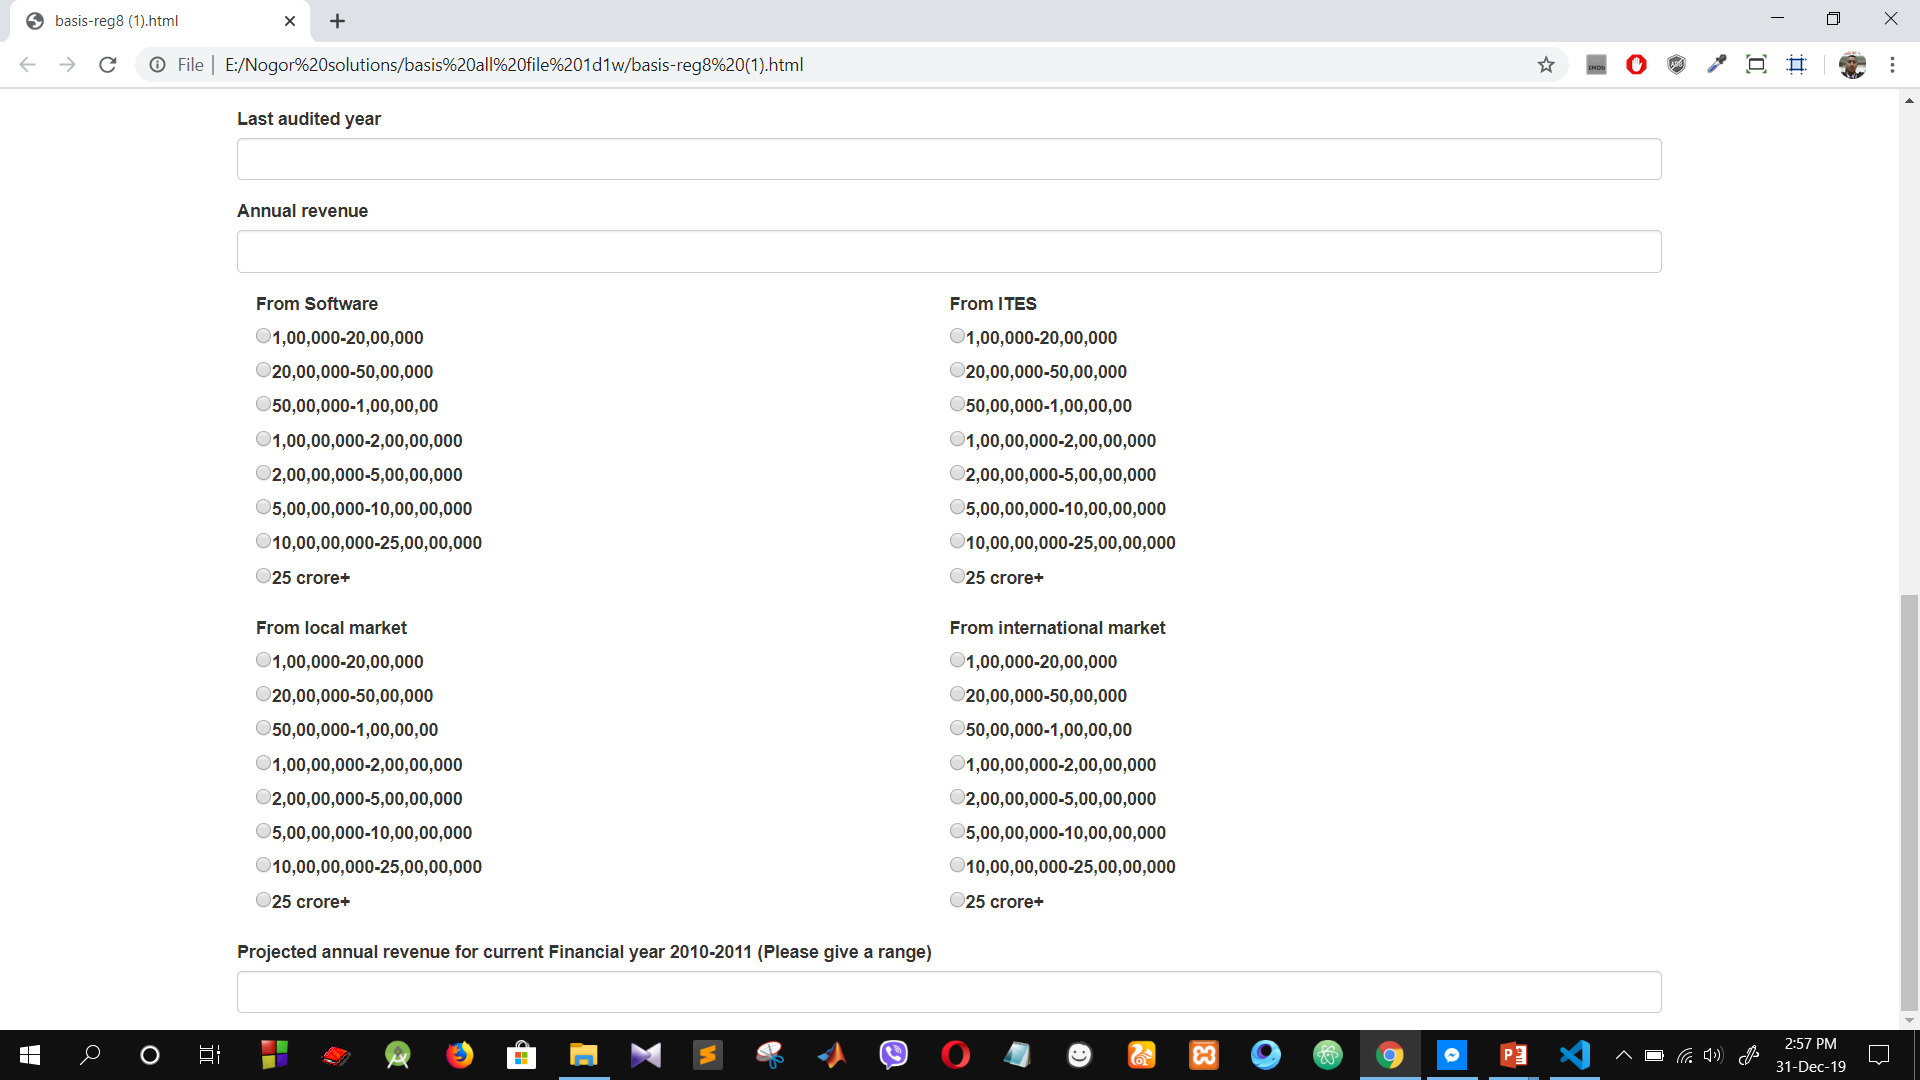 basis-reg8 (1).html
File
E:/Nogor%20solutions/basis%20all%20file%201d1w/basis-reg8%20(1).html
Last audited year
Annual revenue
From Software
1,00,000-20,00,000
20,00,000-50,00,000
50,00,000-1,00,00,00
1,00,00,000-2,00,00,000
2,00,00,000-5,00,00,000
5,00,00,000-10,00,00,000
10,00,00,000-25,00,00,000
25 crore+
From ITES
1,00,000-20,00,000
20,00,000-50,00,000
50,00,000-1,00,00,00
1,00,00,000-2,00,00,000
2,00,00,000-5,00,00,000
5,00,00,000-10,00,00,000
10,00,00,000-25,00,00,000
25 crore+
From local market
1,00,000-20,00,000
20,00,000-50,00,000
50,00,000-1,00,00,00
1,00,00,000-2,00,00,000
2,00,00,000-5,00,00,000
5,00,00,000-10,00,00,000
10,00,00,000-25,00,00,000
25 crore+
From international market
1,00,000-20,00,000
20,00,000-50,00,000
50,00,000-1,00,00,00
1,00,00,000-2,00,00,000
2,00,00,000-5,00,00,000
5,00,00,000-10,00,00,000
10,00,00,000-25,00,00,000
25 crore+
Projected annual revenue for current Financial year 2010-2011 (Please give a range)
2:57 PM
31-Dec-19